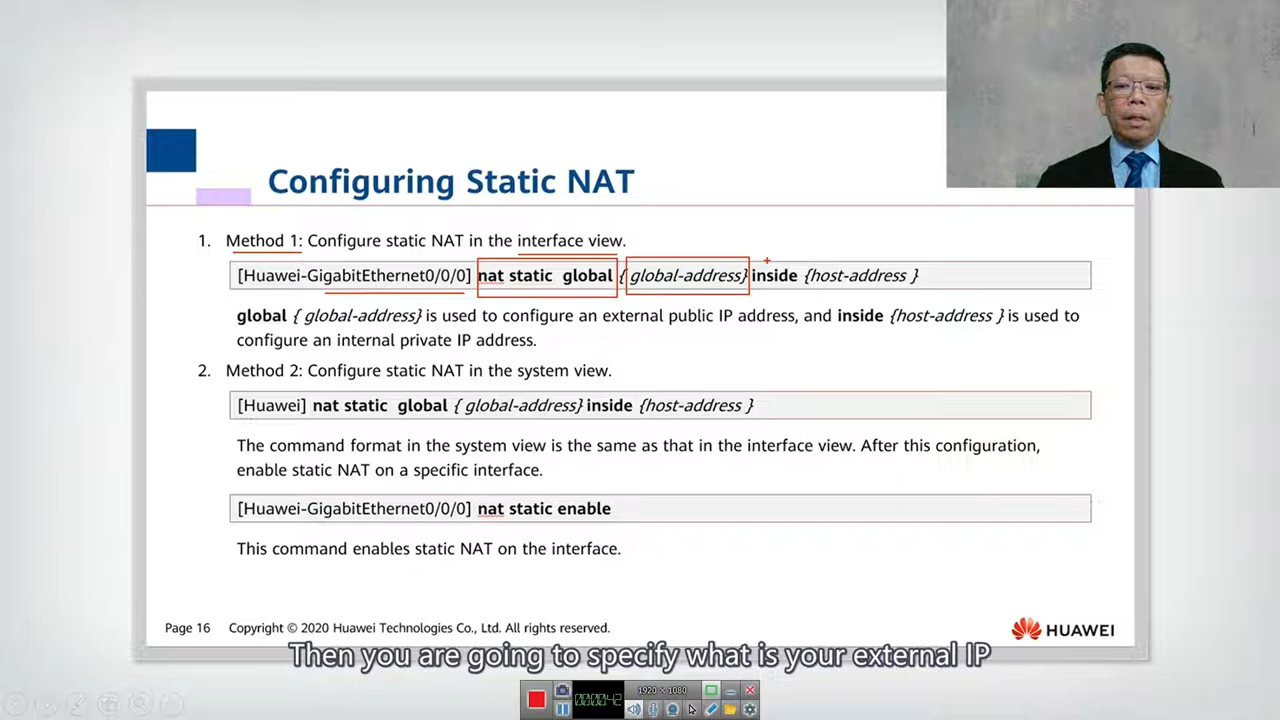 Configuring Static NAT
1. Method 1: Configure static NAT in the interface view.
[Huawei-GigabitEthernet0/0/0] nat static global { global-address} inside {host-address }
global { global-address} is used to configure an external public IP address, and inside {host-address } is used to
configure an internal private IP address.
2. Method 2: Configure static NAT in the system view.
[Huawei] nat static global { global-address} inside {host-address }
The command format in the system view is the same as that in the interface view. After this configuration,
enable static NAT on a specific interface.
[Huawei-GigabitEthernet0/0/0] nat static enable
This command enables static NAT on the interface.
Page 16 Copyright © 2020 Huawei Technologies Co., Ltd. All rights reserved.
HUAWEI
Then you are going to specify what is your external IP
00:00:42
1920 × 1080